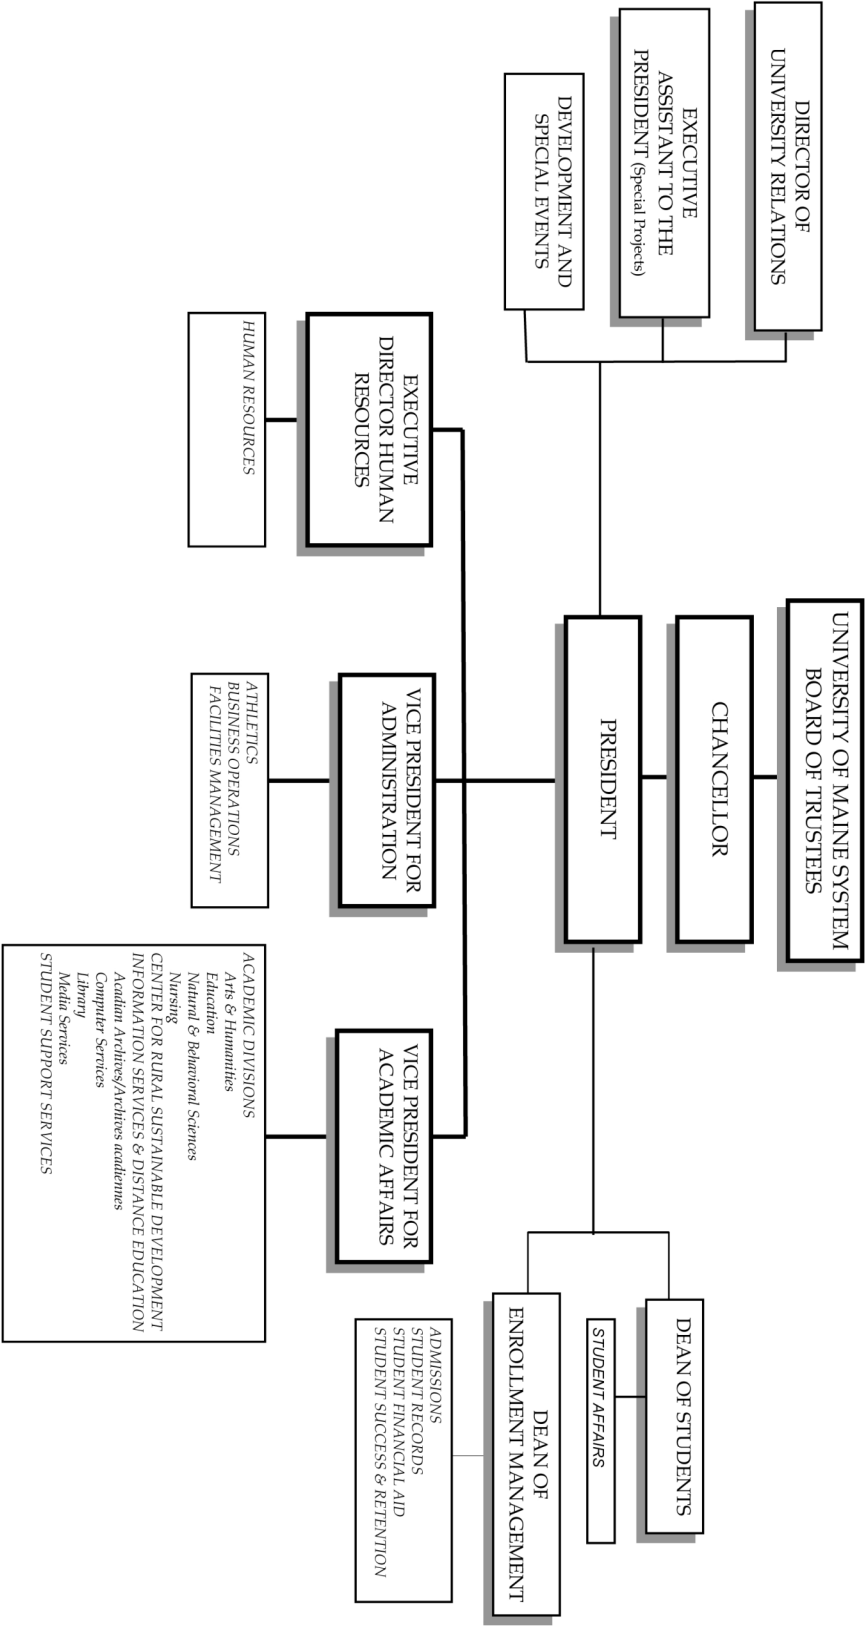 UNIVERSITY OF MAINE SYSTEM
BOARD OF TRUSTEES
CHANCELLOR
PRESIDENT
DIRECTOR OF
UNIVERSITY RELATIONS
EXECUTIVE
ASSISTANT TO THE
PRESIDENT (Special Projects)
DEVELOPMENT AND
SPECIAL EVENTS
DEAN OF STUDENTS
STUDENT AFFAIRS
DEAN OF
ENROLLMENT MANAGEMENT
ADMISSIONS
STUDENT RECORDS
STUDENT FINANCIAL AID
STUDENT SUCCESS & RETENTION
EXECUTIVE
DIRECTOR HUMAN
RESOURCES
HUMAN RESOURCES
VICE PRESIDENT FOR
ADMINISTRATION
ATHLETICS
BUSINESS OPERATIONS
FACILITIES MANAGEMENT
VICE PRESIDENT FOR
ACADEMIC AFFAIRS
ACADEMIC DIVISIONS
Arts & Humanities
Education
Natural & Behavioral Sciences
Nursing
CENTER FOR RURAL SUSTAINABLE DEVELOPMENT
INFORMATION SERVICES & DISTANCE EDUCATION
Acadian Archives/Archives acadiennes
Computer Services
Library
Media Services
STUDENT SUPPORT SERVICES